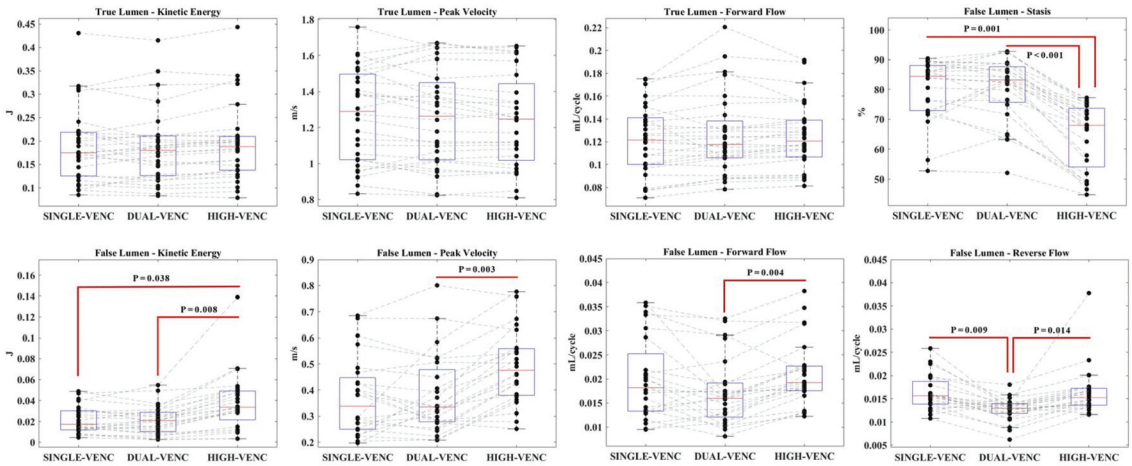 True Lumen - Kinetic Energy
0.45
0.4
0.35
0.3
0.25
0.2
0.15
0.1
J
SINGLE-VENC DUAL-VENC HIGH-VENC
True Lumen - Peak Velocity
1.8
1.6
1.4
1.2
1
0.8
m/s
SINGLE-VENC DUAL-VENC HIGH-VENC
True Lumen - Forward Flow
0.22
0.2
0.18
0.16
0.14
0.12
0.1
0.08
mL/cycle
SINGLE-VENC DUAL-VENC HIGH-VENC
False Lumen - Stasis
P=0.001
P<0.001
100
90
80
70
60
50
%
SINGLE-VENC DUAL-VENC HIGH-VENC
False Lumen - Kinetic Energy
P=0.038
P=0.008
0.16
0.14
0.12
0.1
0.08
0.06
0.04
0.02
0
J
SINGLE-VENC DUAL-VENC HIGH-VENC
False Lumen - Peak Velocity
P=0.003
0.9
0.8
0.7
0.6
0.5
0.4
0.3
0.2
m/s
SINGLE-VENC DUAL-VENC HIGH-VENC
False Lumen - Forward Flow
P=0.004
0.045
0.04
0.035
0.03
0.025
0.02
0.015
0.01
0.005
mL/cycle
SINGLE-VENC DUAL-VENC HIGH-VENC
False Lumen - Reverse Flow
P=0.009
P=0.014
0.045
0.04
0.035
0.03
0.025
0.02
0.015
0.01
0.005
mL/cycle
SINGLE-VENC DUAL-VENC HIGH-VENC